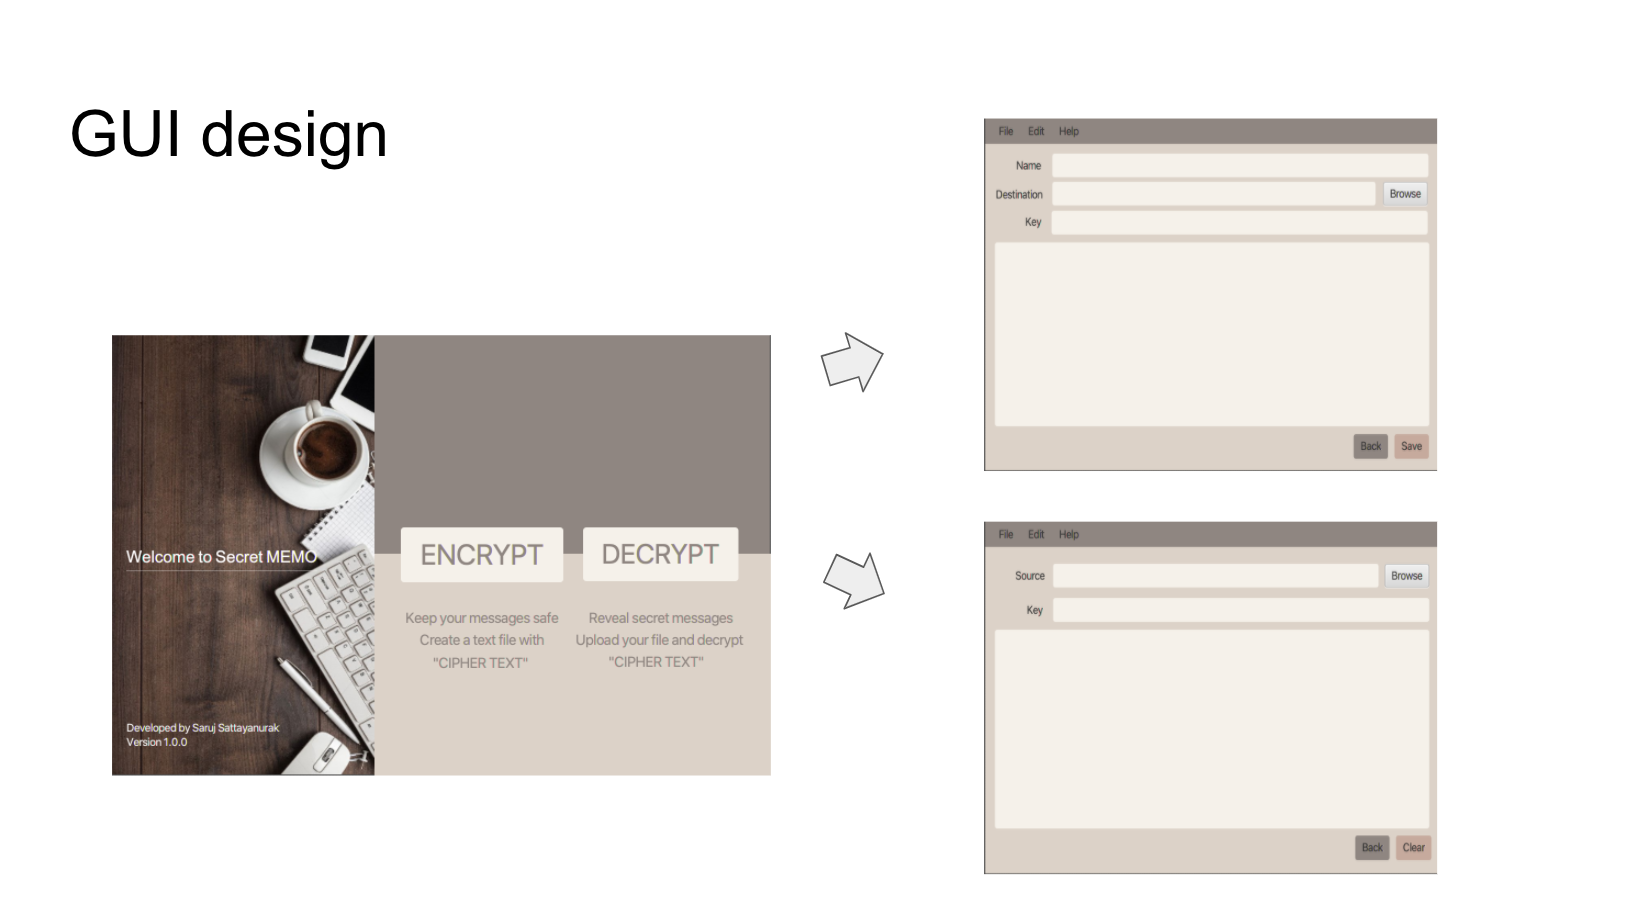 GUI design
Welcome to Secret MEMO
Developed by Saruj Sattayanurak
Version 1.0.0
ENCRYPT
Keep your messages safe
Create a text file with
"CIPHER TEXT"
DECRYPT
Reveal secret messages
Upload your file and decrypt
"CIPHER TEXT"
File Edit Help
Name
Destination Browse
Key
Back Save
File Edit Help
Source Browse
Key
Back Clear